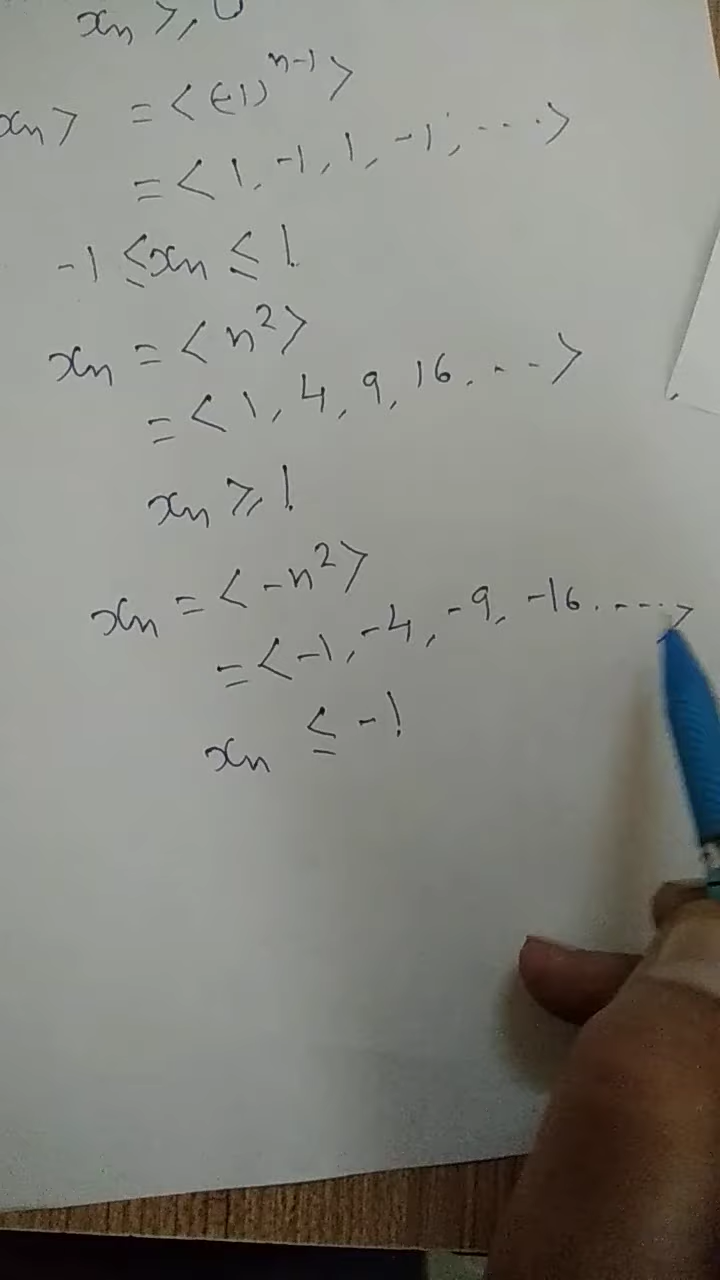 xn ≥ 0
xn> = <(-1)^{n-1}>
= <1, -1, 1, -1, ....>
-1 ≤ xn ≤ 1.
xn = <n²>
= <1, 4, 9, 16, ...>
xn ≥ 1
xn = <-n²>
= <-1, -4, -9, -16. ....>
xn ≤ -1